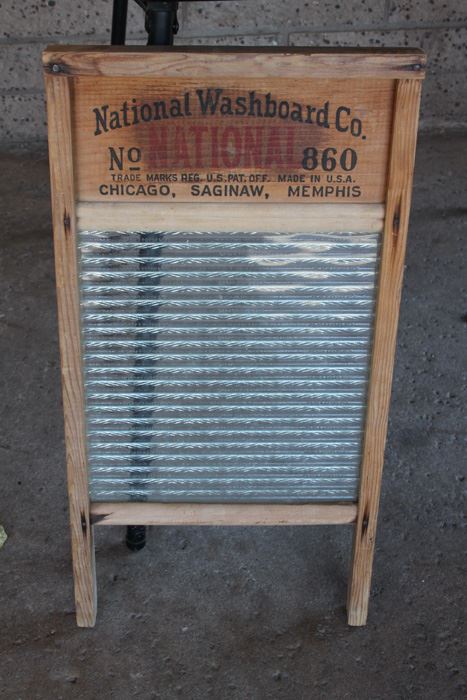 National Washboard Co.
No NATIONAL 860
TRADE MARKS REG. U.S. PAT. OFF. MADE IN U.S.A.
CHICAGO, SAGINAW, MEMPHIS